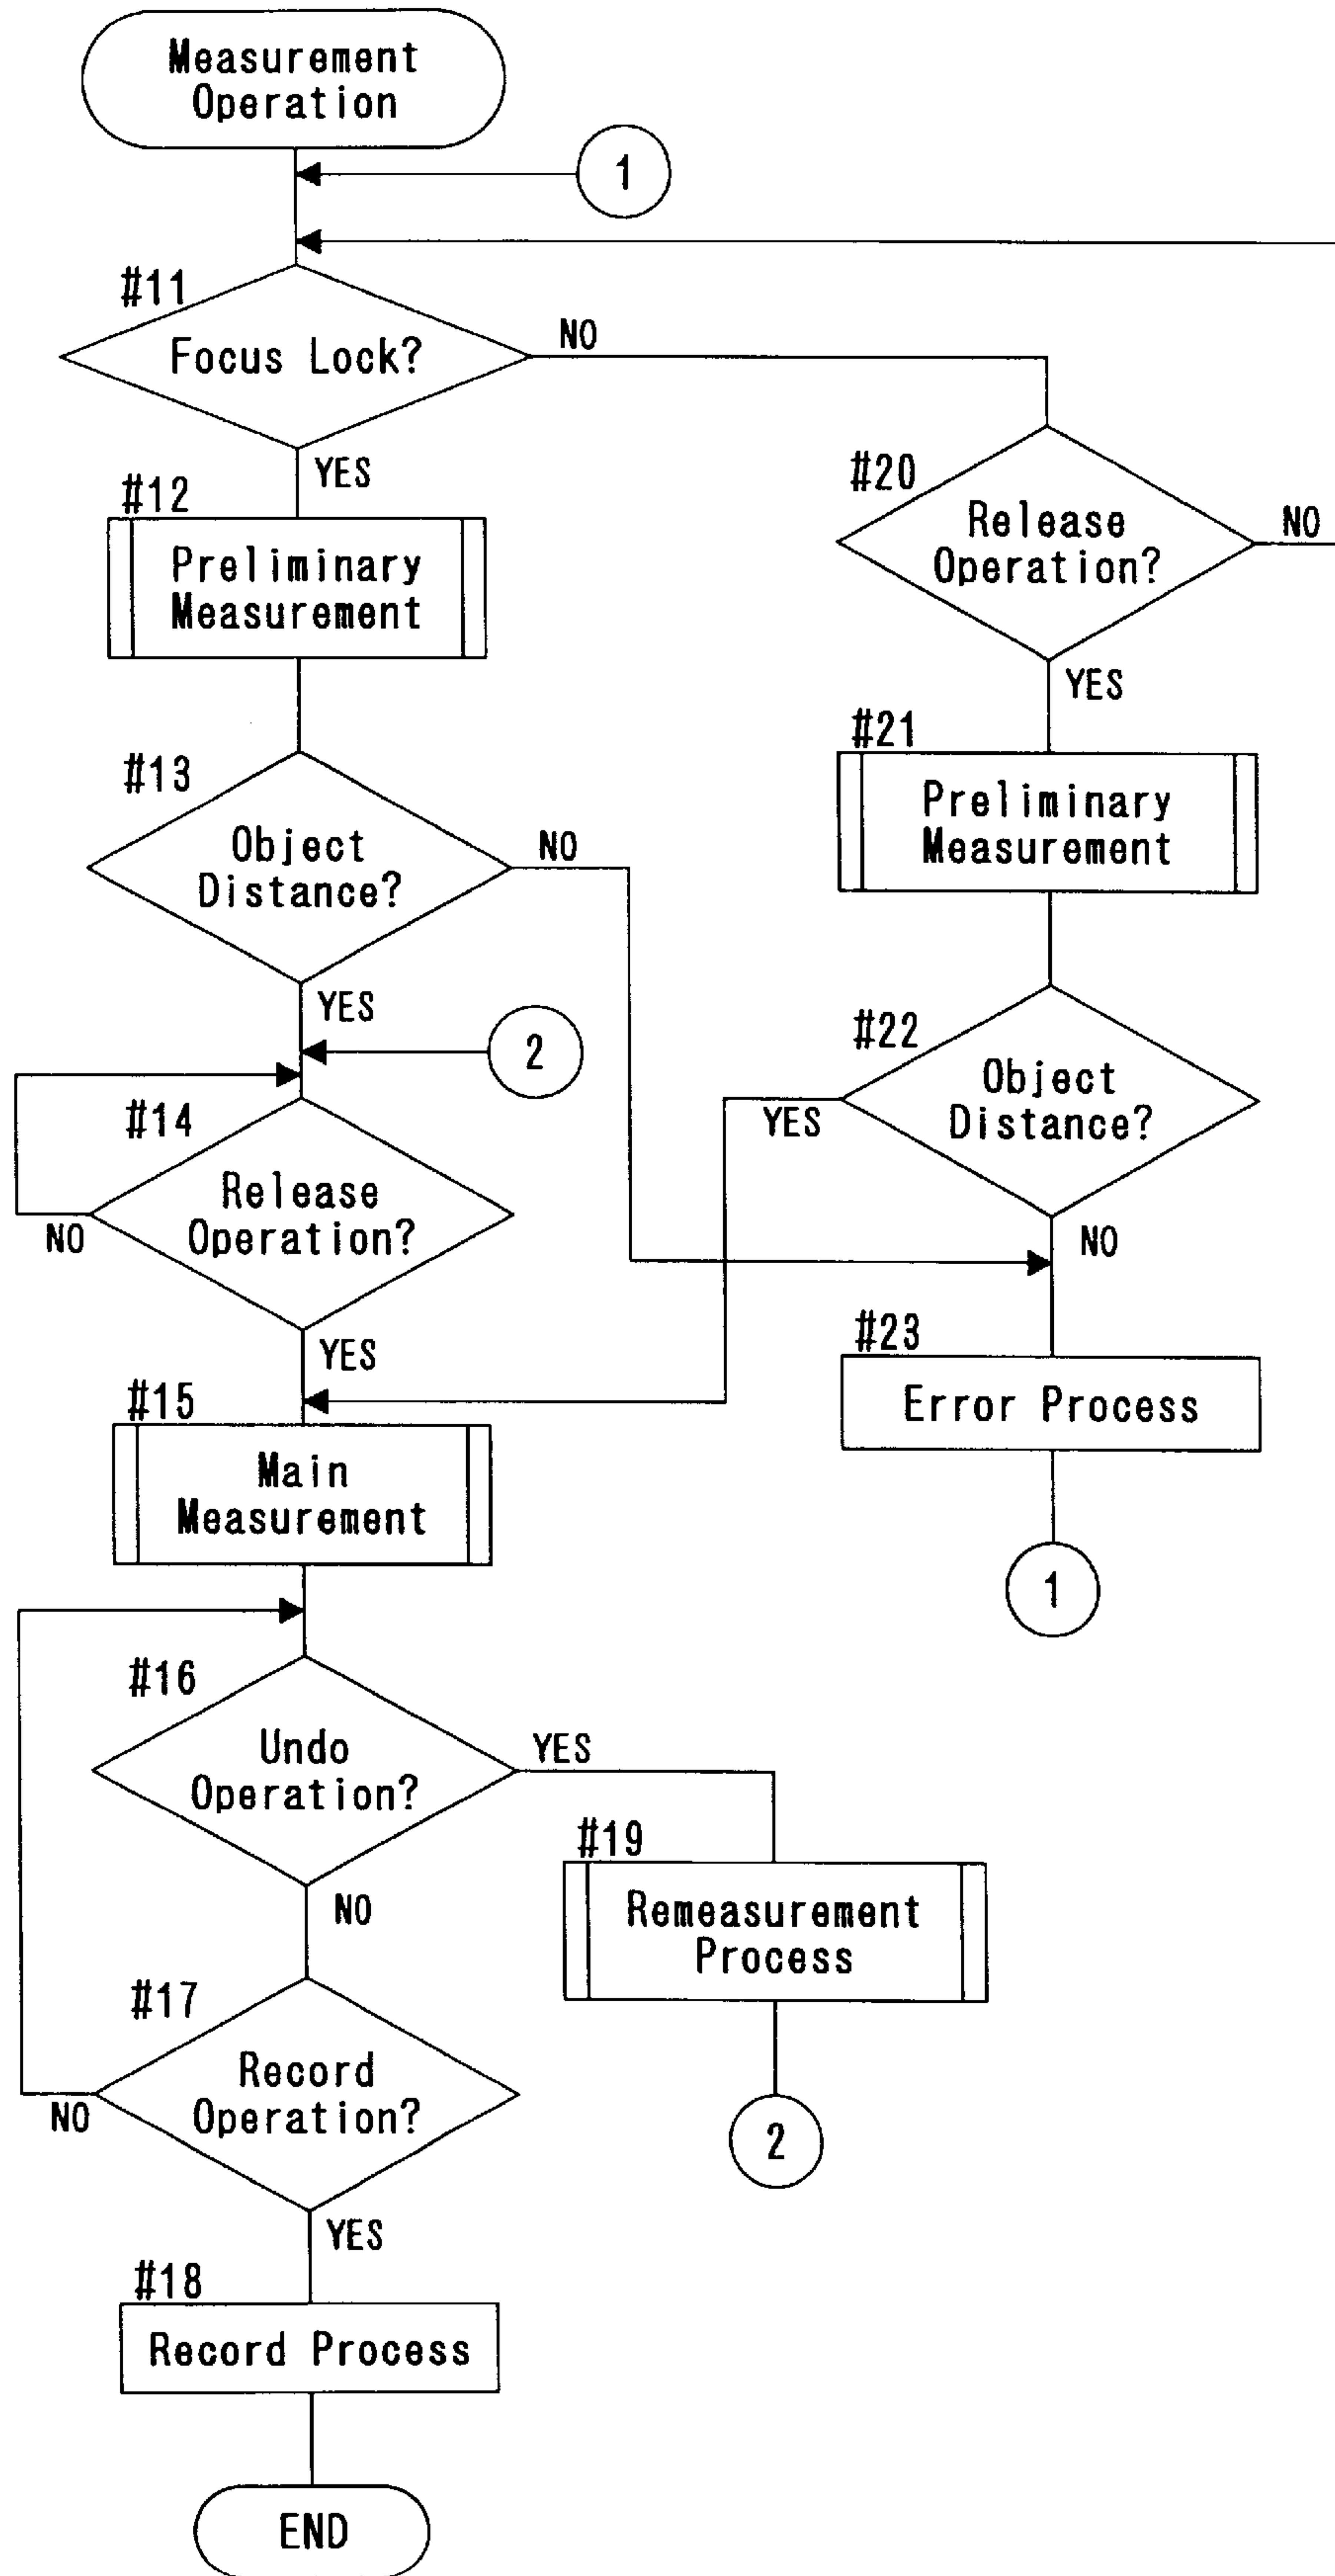 Measurement
Operation
1
#11
Focus Lock?
NO
YES
#12
Preliminary
Measurement
#20
Release
Operation?
NO
YES
#21
Preliminary
Measurement
#13
Object
Distance?
NO
YES
2
#22
Object
Distance?
YES
NO
#14
Release
Operation?
NO
YES
#23
Error Process
1
#15
Main
Measurement
#16
Undo
Operation?
YES
NO
#19
Remeasurement
Process
2
#17
Record
Operation?
NO
YES
#18
Record Process
END